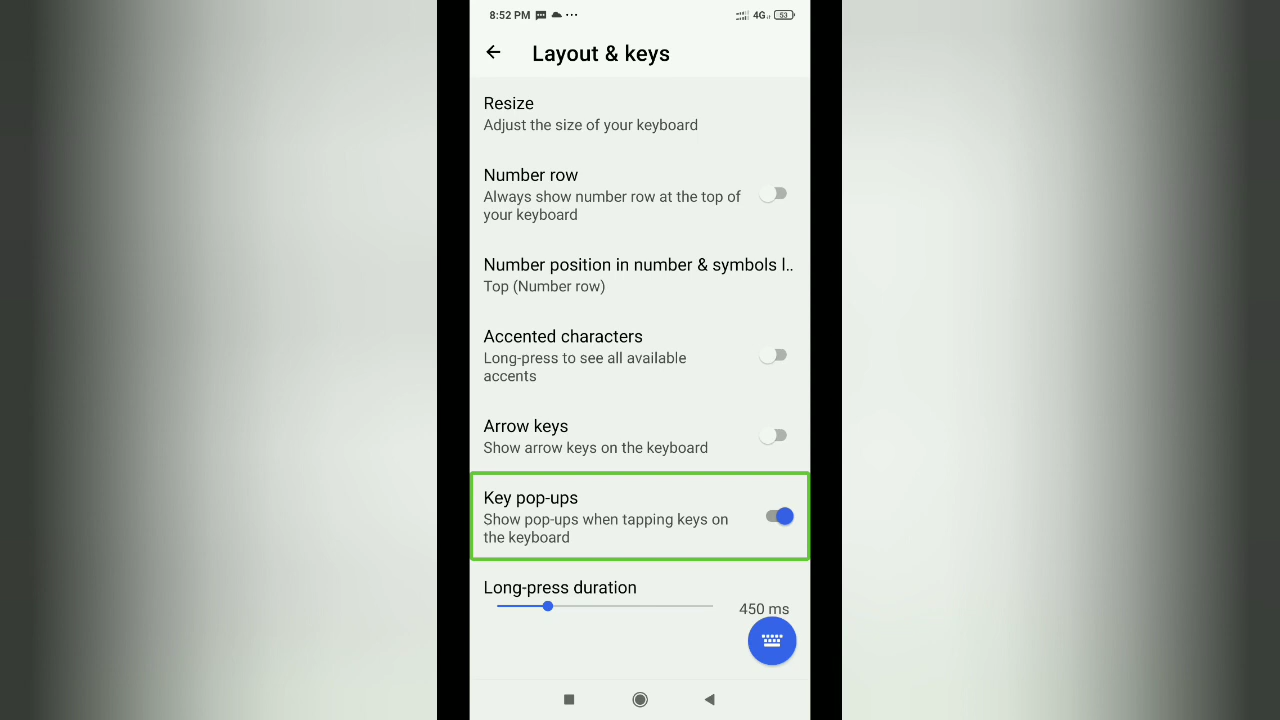 8:52 PM ... 4G 53
Layout & keys
Resize
Adjust the size of your keyboard
Number row
Always show number row at the top of
your keyboard
Number position in number & symbols l..
Top (Number row)
Accented characters
Long-press to see all available
accents
Arrow keys
Show arrow keys on the keyboard
Key pop-ups
Show pop-ups when tapping keys on
the keyboard
Long-press duration
450 ms